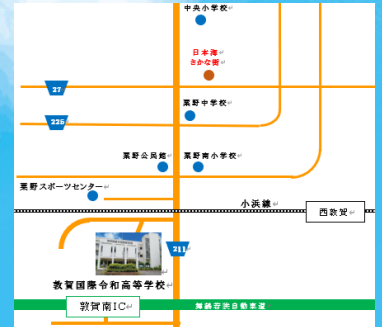 中央小学校
日本海
さかな街
27
粟野中学校
225
粟野公民館
粟野南小学校
粟野スポーツセンター
小浜線
西敦賀
211
敦賀国際令和高等学校
敦賀南IC
舞鶴若狭自動車道